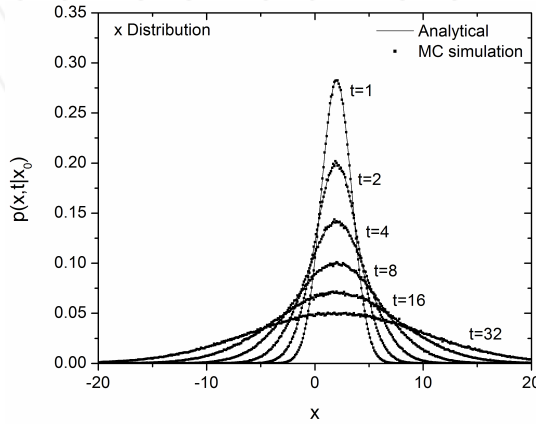 x Distribution
Analytical
MC simulation
0.35
0.30
0.25
0.20
0.15
0.10
0.05
0.00
p(x,t|x₀)
t=1
t=2
t=4
t=8
t=16
t=32
-20
-10
0
10
20
x